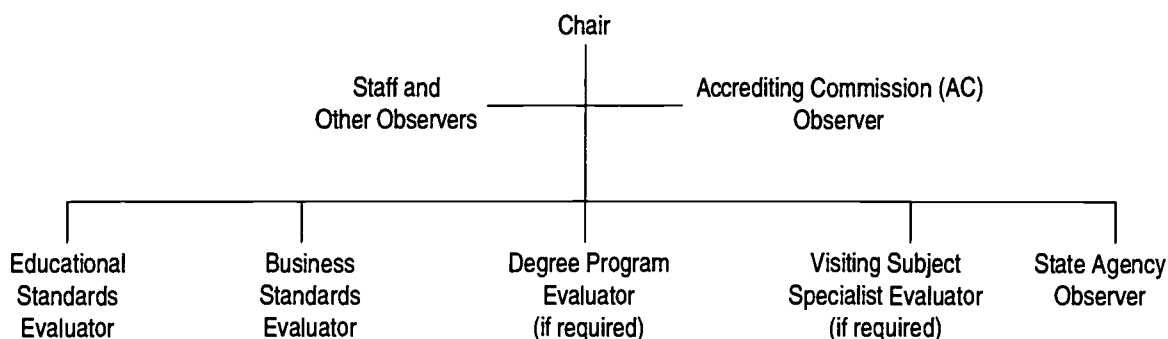 Chair
Staff and
Other Observers
Accrediting Commission (AC)
Observer
Educational
Standards
Evaluator
Business
Standards
Evaluator
Degree Program
Evaluator
(if required)
Visiting Subject
Specialist Evaluator
(if required)
State Agency
Observer